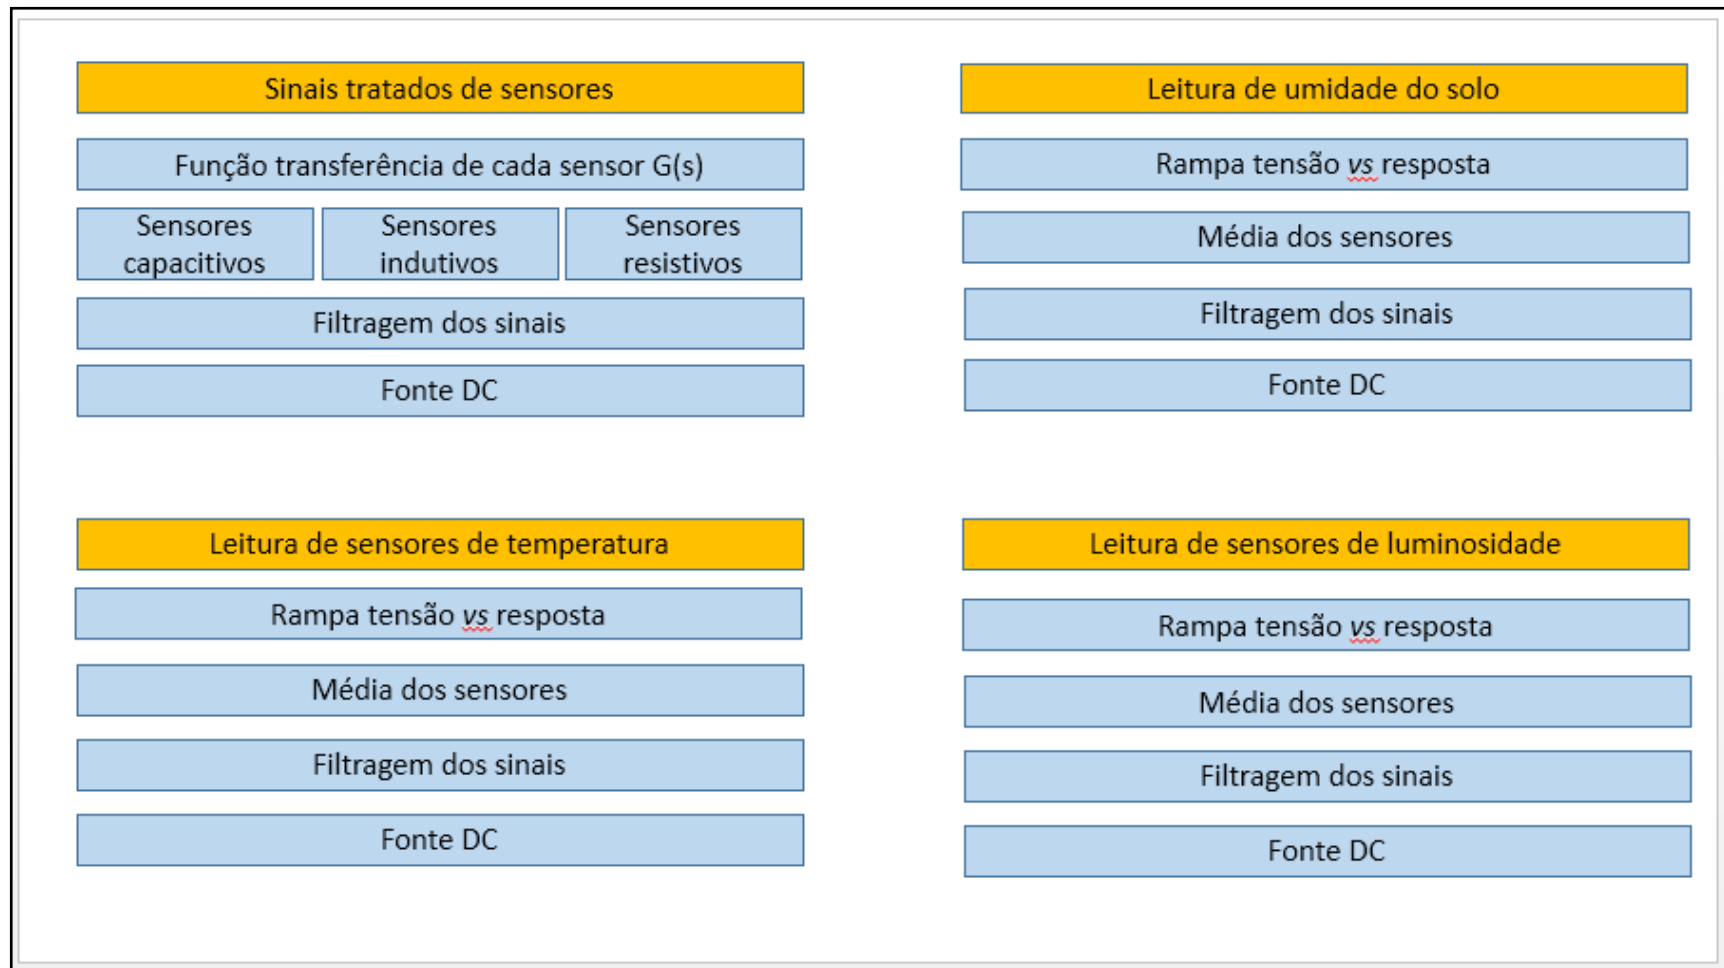 Sinais tratados de sensores
Função transferência de cada sensor G(s)
Sensores
capacitivos
Sensores
indutivos
Sensores
resistivos
Filtragem dos sinais
Fonte DC
Leitura de umidade do solo
Rampa tensão vs resposta
Média dos sensores
Filtragem dos sinais
Fonte DC
Leitura de sensores de temperatura
Rampa tensão vs resposta
Média dos sensores
Filtragem dos sinais
Fonte DC
Leitura de sensores de luminosidade
Rampa tensão vs resposta
Média dos sensores
Filtragem dos sinais
Fonte DC